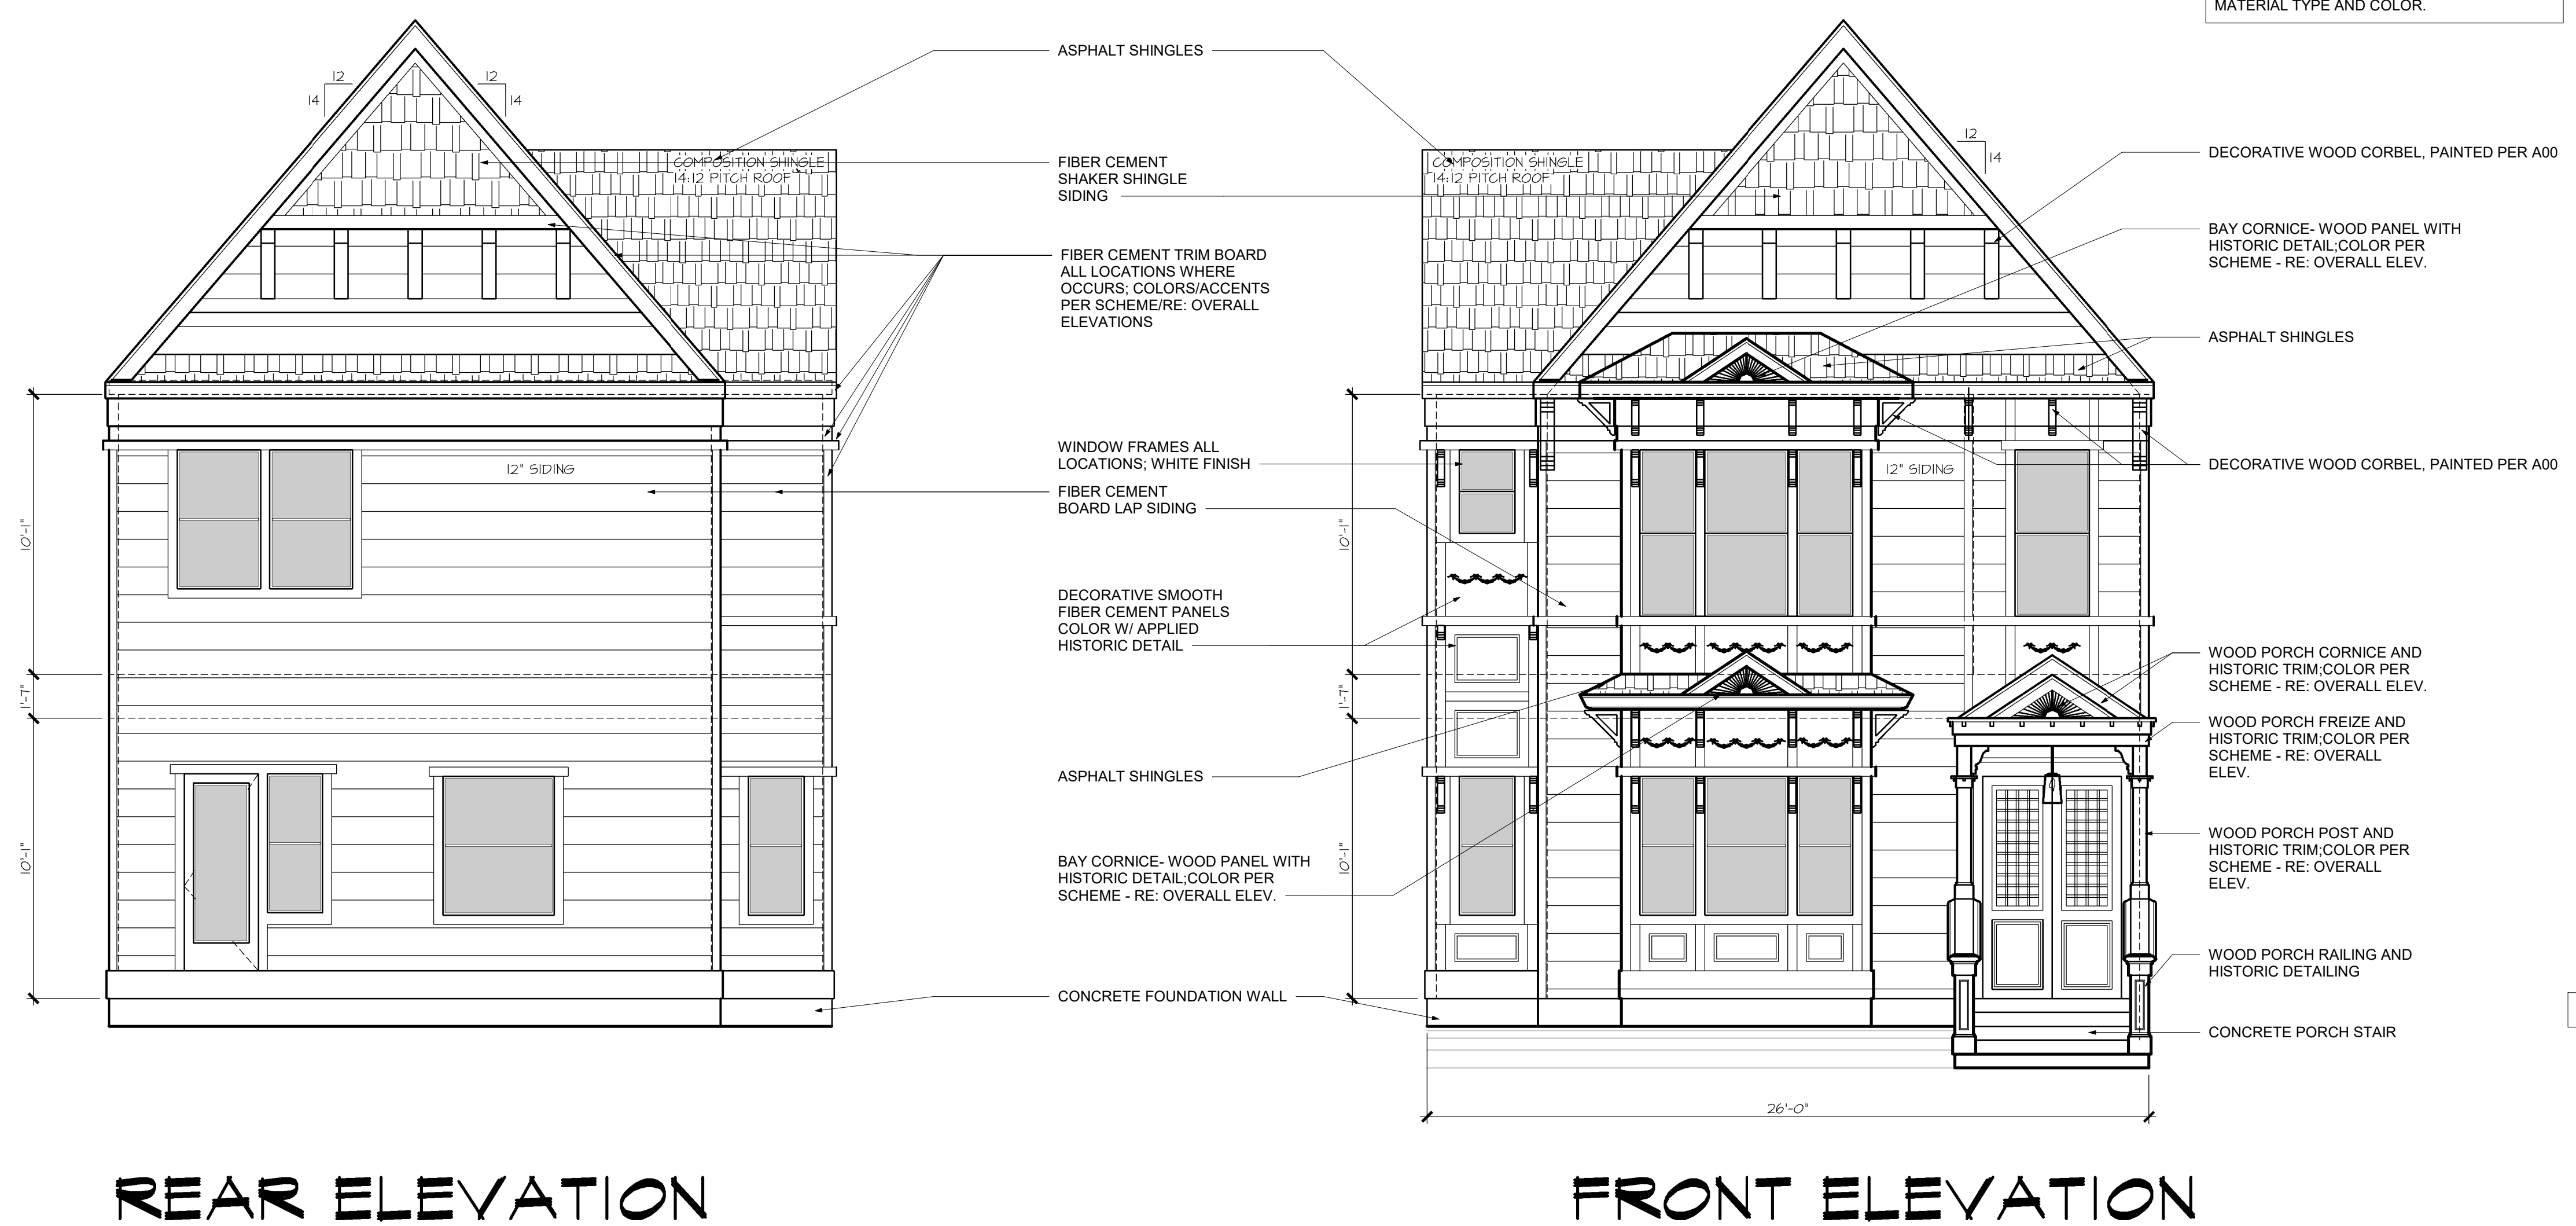 MATERIAL TYPE AND COLOR.
12
14
12
14
COMPOSITION SHINGLE
14:12 PITCH ROOF
12" SIDING
10'-1"
1'-7"
10'-1"
ASPHALT SHINGLES
FIBER CEMENT
SHAKER SHINGLE
SIDING
FIBER CEMENT TRIM BOARD
ALL LOCATIONS WHERE
OCCURS; COLORS/ACCENTS
PER SCHEME/RE: OVERALL
ELEVATIONS
WINDOW FRAMES ALL
LOCATIONS; WHITE FINISH
FIBER CEMENT
BOARD LAP SIDING
DECORATIVE SMOOTH
FIBER CEMENT PANELS
COLOR W/ APPLIED
HISTORIC DETAIL
ASPHALT SHINGLES
BAY CORNICE- WOOD PANEL WITH
HISTORIC DETAIL;COLOR PER
SCHEME - RE: OVERALL ELEV.
CONCRETE FOUNDATION WALL
COMPOSITION SHINGLE
14:12 PITCH ROOF
12
14
12" SIDING
10'-1"
1'-7"
10'-1"
26'-0"
DECORATIVE WOOD CORBEL, PAINTED PER A00
BAY CORNICE- WOOD PANEL WITH
HISTORIC DETAIL;COLOR PER
SCHEME - RE: OVERALL ELEV.
ASPHALT SHINGLES
DECORATIVE WOOD CORBEL, PAINTED PER A00
WOOD PORCH CORNICE AND
HISTORIC TRIM;COLOR PER
SCHEME - RE: OVERALL ELEV.
WOOD PORCH FREIZE AND
HISTORIC TRIM;COLOR PER
SCHEME - RE: OVERALL
ELEV.
WOOD PORCH POST AND
HISTORIC TRIM;COLOR PER
SCHEME - RE: OVERALL
ELEV.
WOOD PORCH RAILING AND
HISTORIC DETAILING
CONCRETE PORCH STAIR
REAR ELEVATION
FRONT ELEVATION